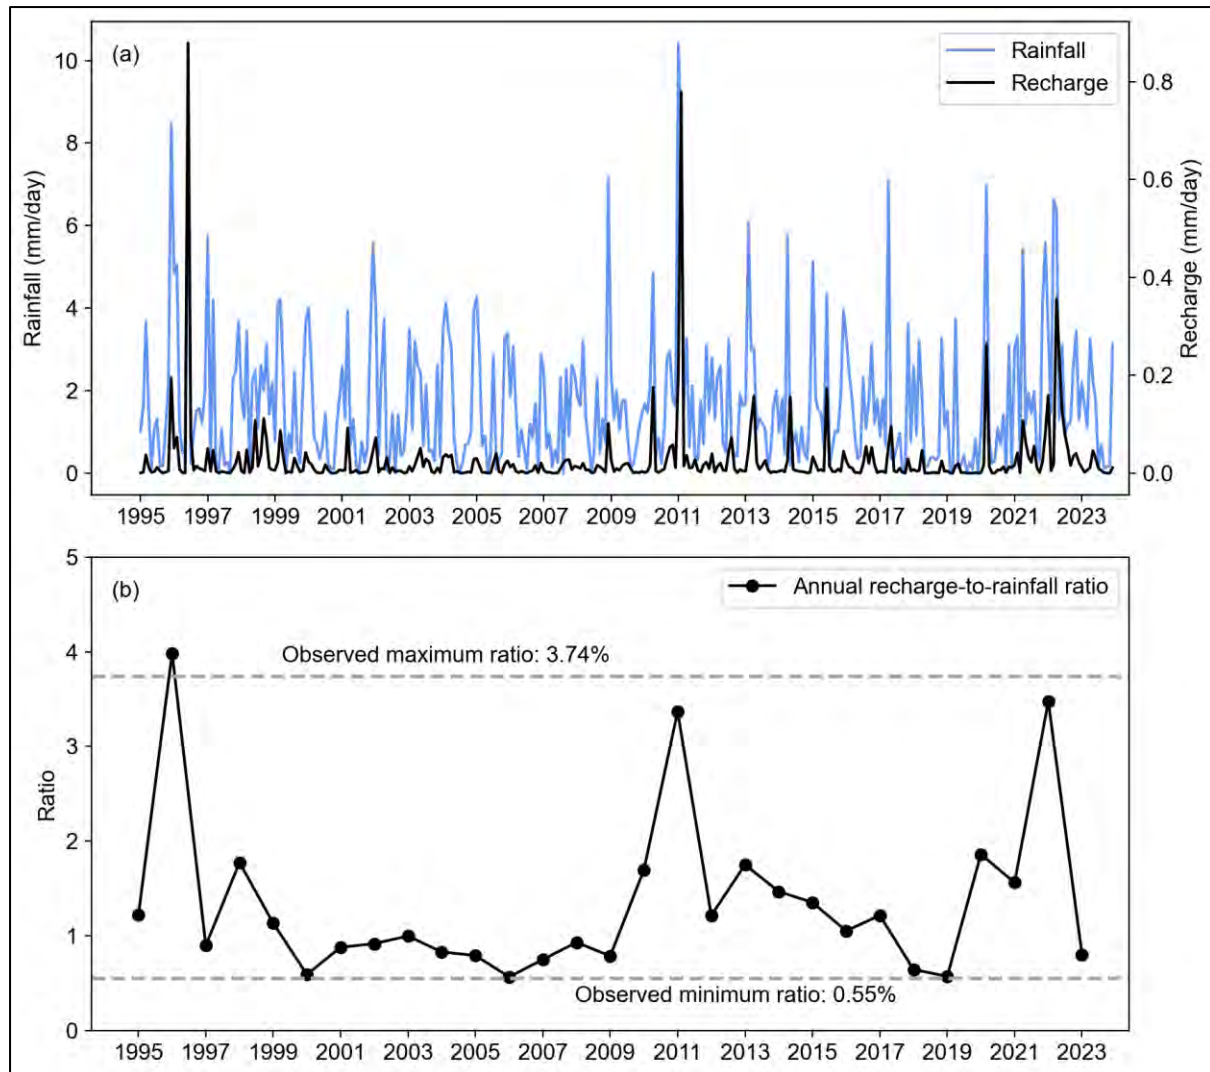 (a)
Rainfall
Recharge
Rainfall (mm/day)
Recharge (mm/day)
10
8
6
4
2
0
0.8
0.6
0.4
0.2
0.0
1995 1997 1999 2001 2003 2005 2007 2009 2011 2013 2015 2017 2019 2021 2023
(b)
Annual recharge-to-rainfall ratio
Observed maximum ratio: 3.74%
Observed minimum ratio: 0.55%
Ratio
5
4
3
2
1
0
1995 1997 1999 2001 2003 2005 2007 2009 2011 2013 2015 2017 2019 2021 2023